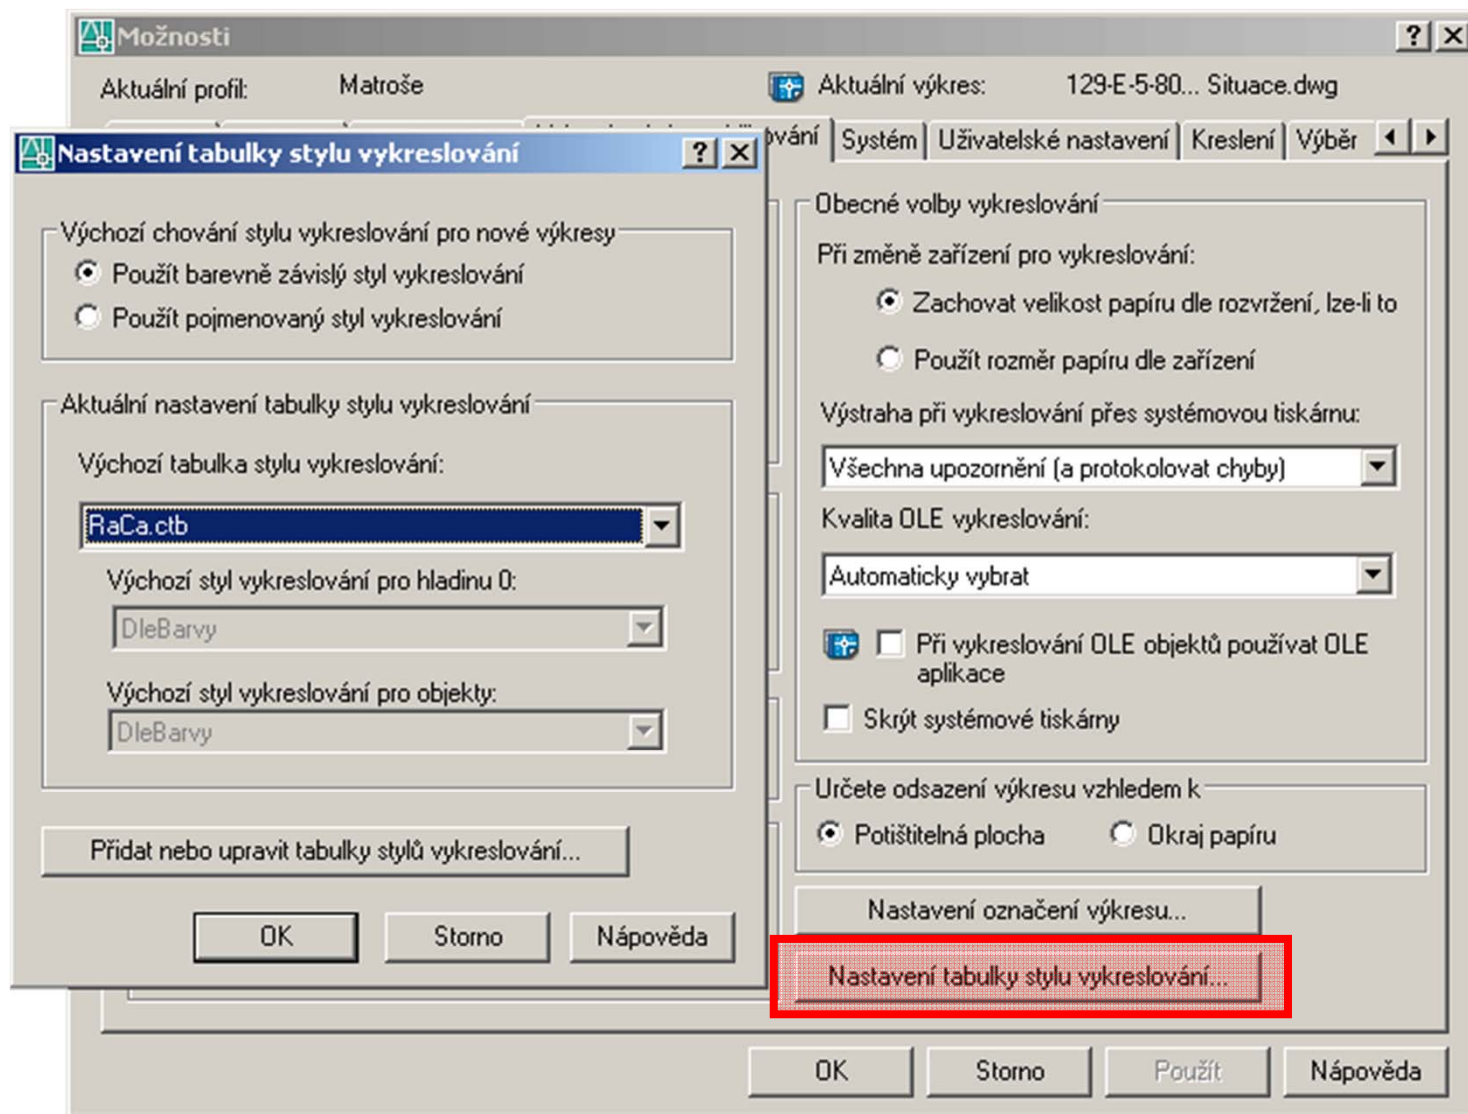 Možnosti
Aktuální profil: Matroše Aktuální výkres: 129-E-5-80... Situace.dwg
Systém Uživatelské nastavení Kreslení Výběr
Nastavení tabulky stylu vykreslování
Výchozí chování stylu vykreslování pro nové výkresy
Použít barevně závislý styl vykreslování
Použít pojmenovaný styl vykreslování
Aktuální nastavení tabulky stylu vykreslování
Výchozí tabulka stylu vykreslování:
RaCa.ctb
Výchozí styl vykreslování pro hladinu 0:
DleBarvy
Výchozí styl vykreslování pro objekty:
DleBarvy
Přidat nebo upravit tabulky stylů vykreslování...
OK Storno Nápověda
Obecné volby vykreslování
Při změně zařízení pro vykreslování:
Zachovat velikost papíru dle rozvržení, lze-li to
Použít rozměr papíru dle zařízení
Výstraha při vykreslování přes systémovou tiskárnu:
Všechna upozornění (a protokolovat chyby)
Kvalita OLE vykreslování:
Automaticky vybrat
Při vykreslování OLE objektů používat OLE
aplikace
Skrýt systémové tiskárny
Určete odsazení výkresu vzhledem k
Potištitelná plocha Okraj papíru
Nastavení označení výkresu...
Nastavení tabulky stylu vykreslování...
OK Storno Použít Nápověda